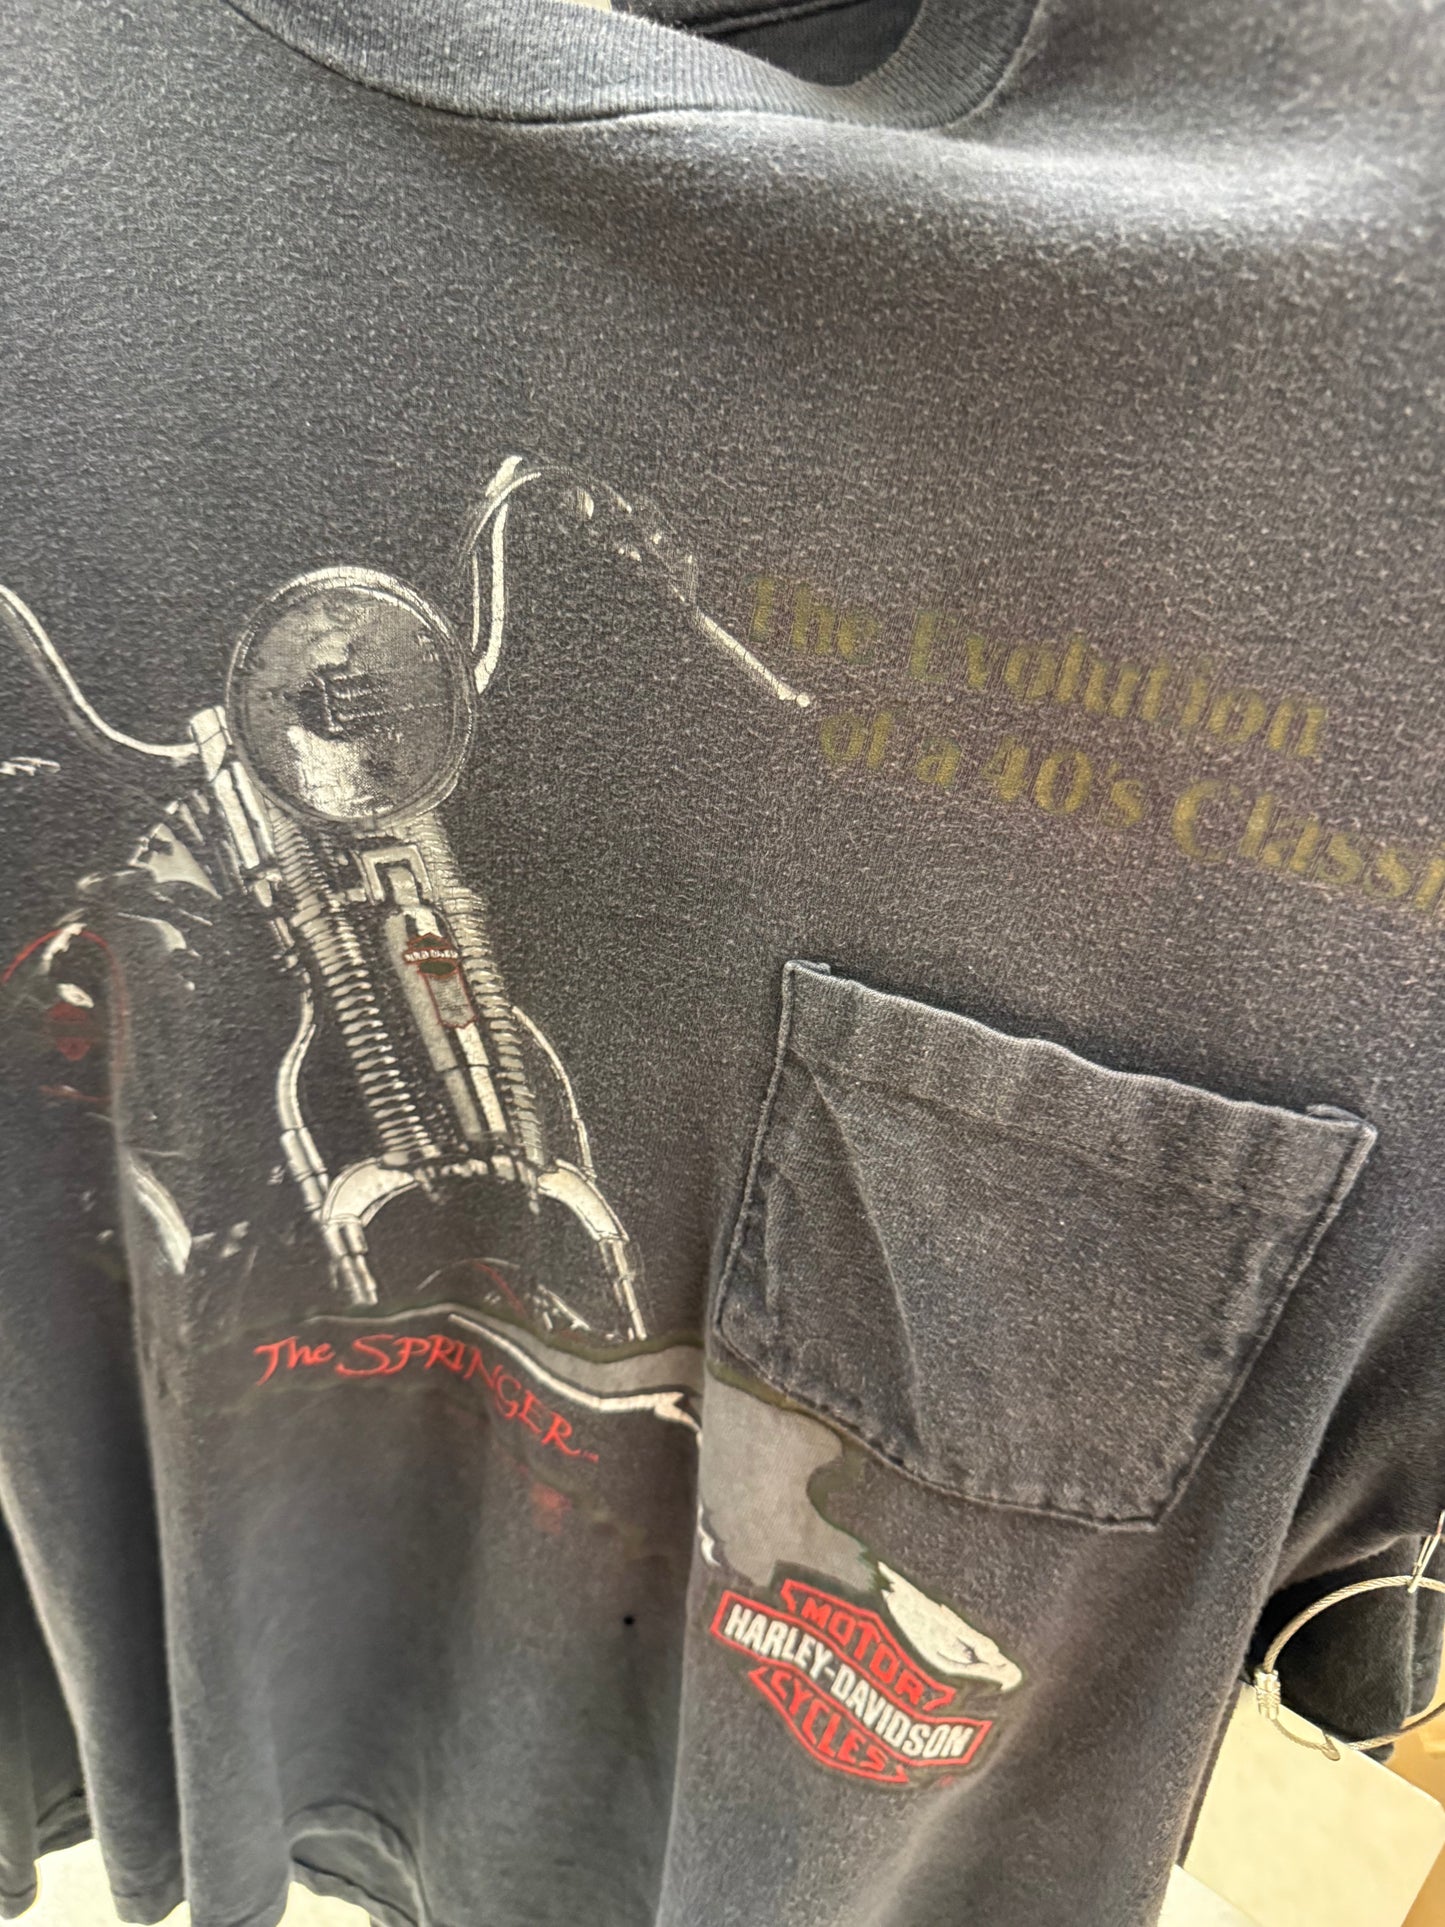 The Evolution
of a 40's Classi
The SPRINGER
MOTOR
HARLEY-DAVIDSON
CYCLES